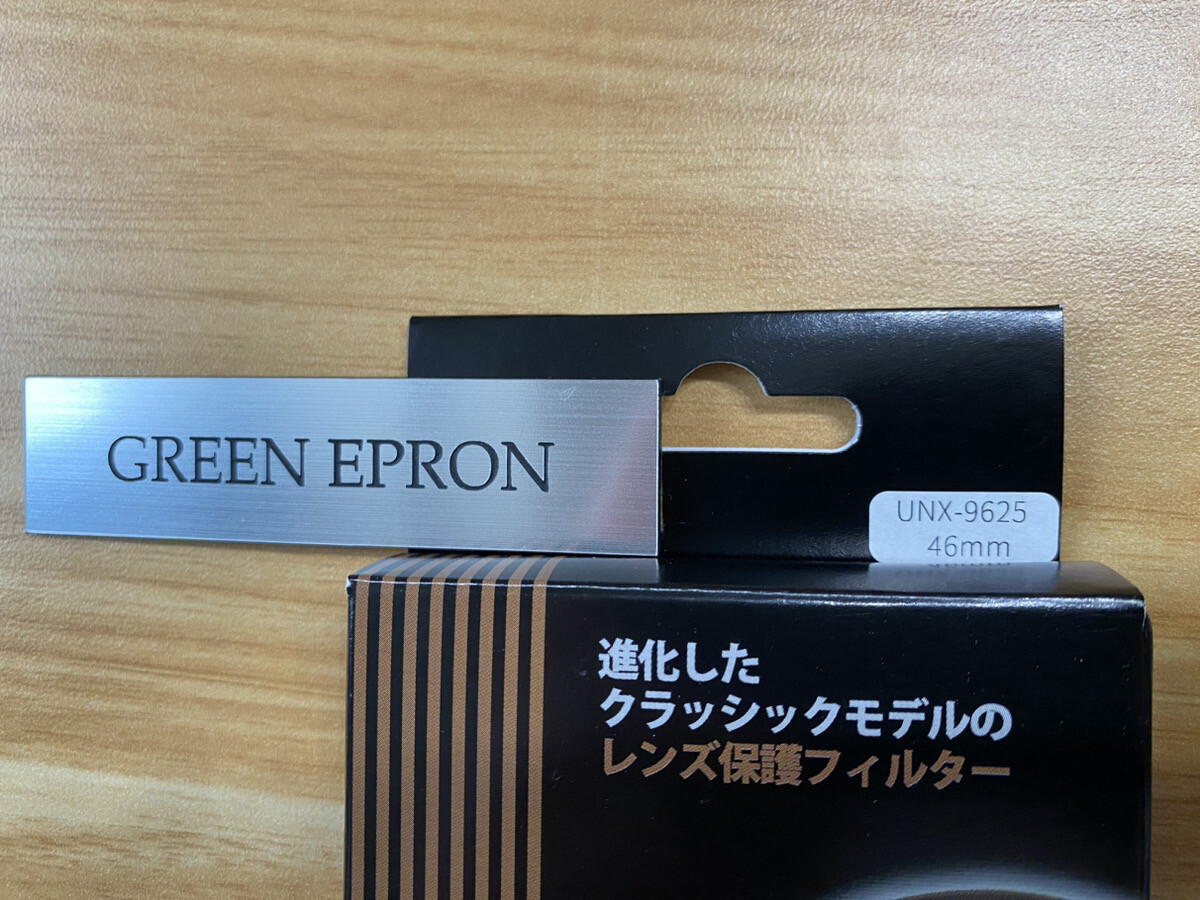 GREEN EPRON
UNX-9625
46mm
進化した
クラッシックモデルの
レンズ保護フィルター